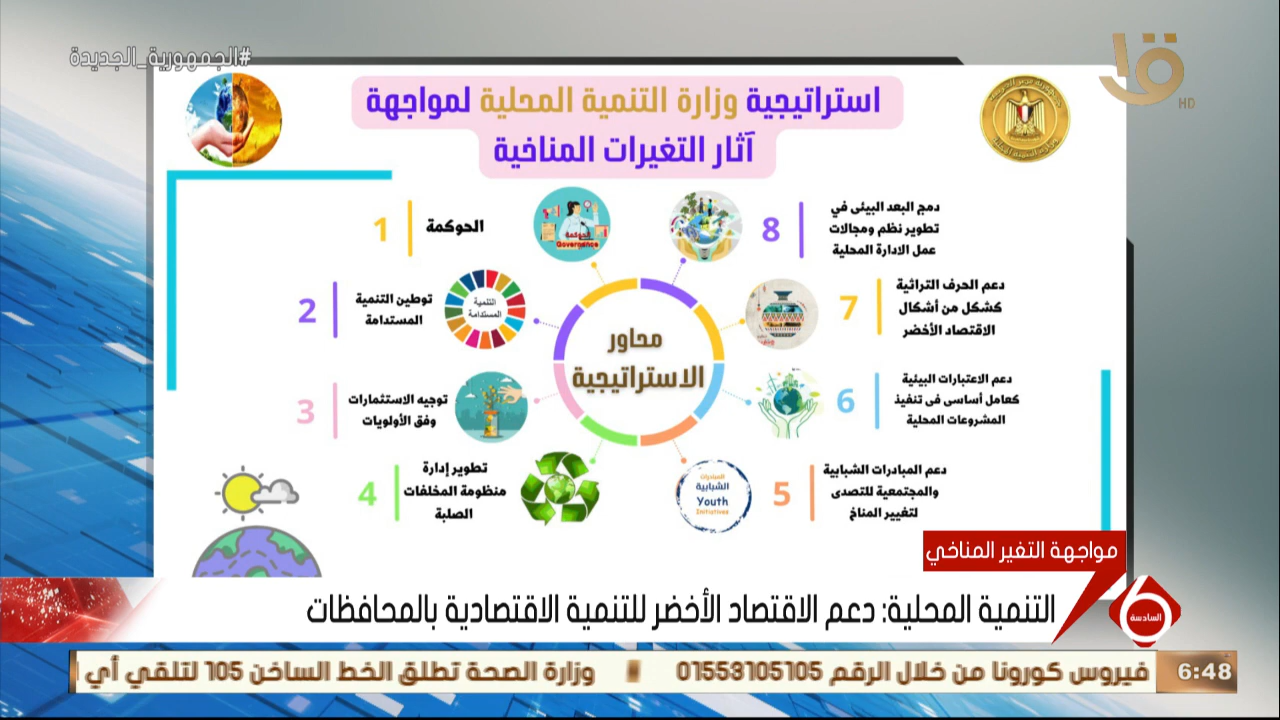 #الجمهورية_الجديدة
HD
استراتيجية وزارة التنمية المحلية لمواجهة
آثار التغيرات المناخية
محاور
الاستراتيجية
1
الحوكمة
الحوكمة
Governance
2
توطين التنمية
المستدامة
التنمية
المستدامة
3
توجيه الاستثمارات
وفق الأولويات
4
تطوير إدارة
منظومة المخلفات
الصلبة
5
دعم المبادرات الشبابية
والمجتمعية للتصدى
لتغيير المناخ
المبادرات
الشبابية
Youth
Initiatives
6
دعم الاعتبارات البيئية
كعامل أساسى فى تنفيذ
المشروعات المحلية
7
دعم الحرف التراثية
كشكل من أشكال
الاقتصاد الأخضر
8
دمج البعد البيئى في
تطوير نظم ومجالات
عمل الادارة المحلية
مواجهة التغير المناخي
التنمية المحلية: دعم الاقتصاد الأخضر للتنمية الاقتصادية بالمحافظات
السادسة
6:48
فيروس كورونا من خلال الرقم 01553105105 وزارة الصحة تطلق الخط الساخن 105 لتلقي أي